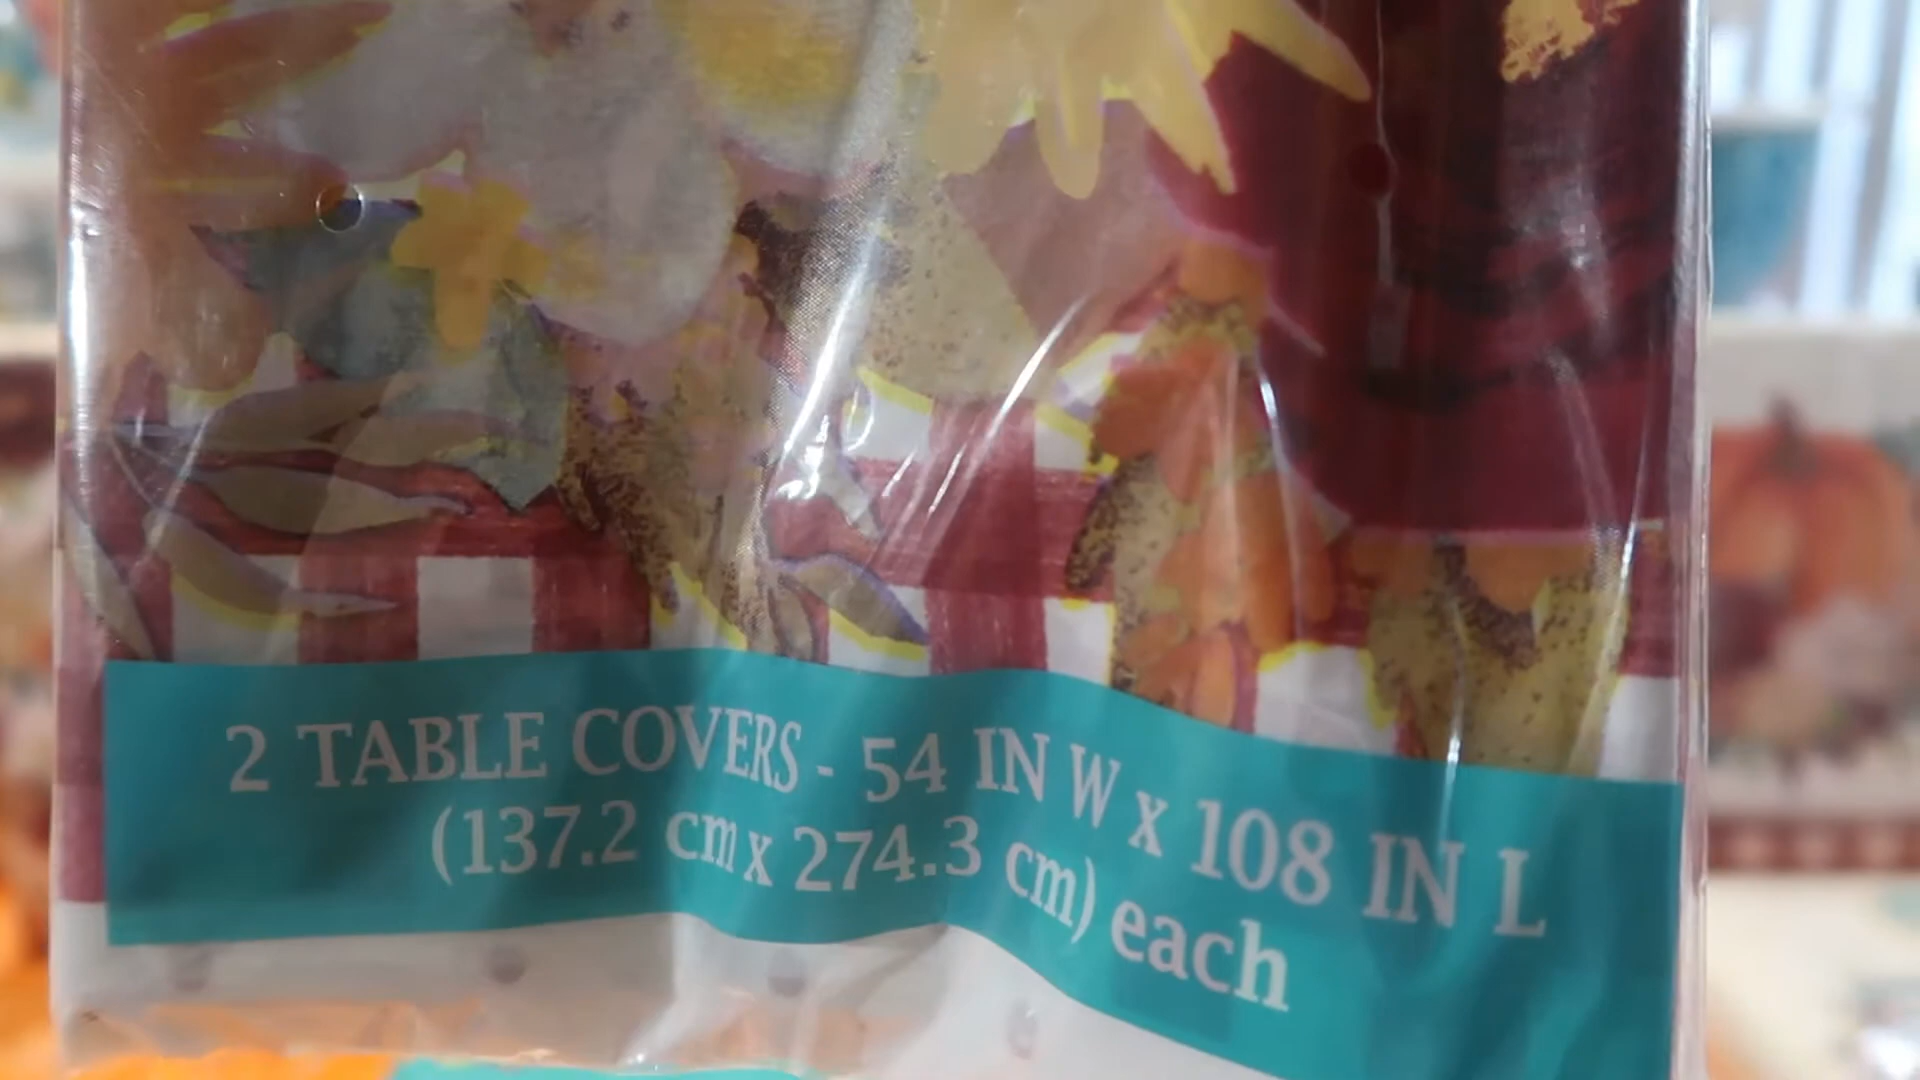 2 TABLE COVERS - 54 IN W x 108 IN L
(137.2 cm x 274.3 cm) each